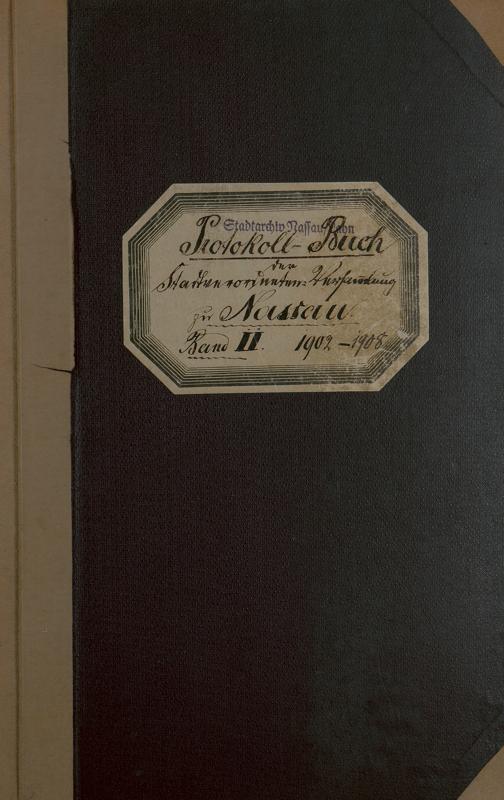 Stadtarchiv Nassau Lahn
Protokoll-Buch
der
Stadtverordneten-Versammlung
zu Nassau.
Band II. 1902-1908